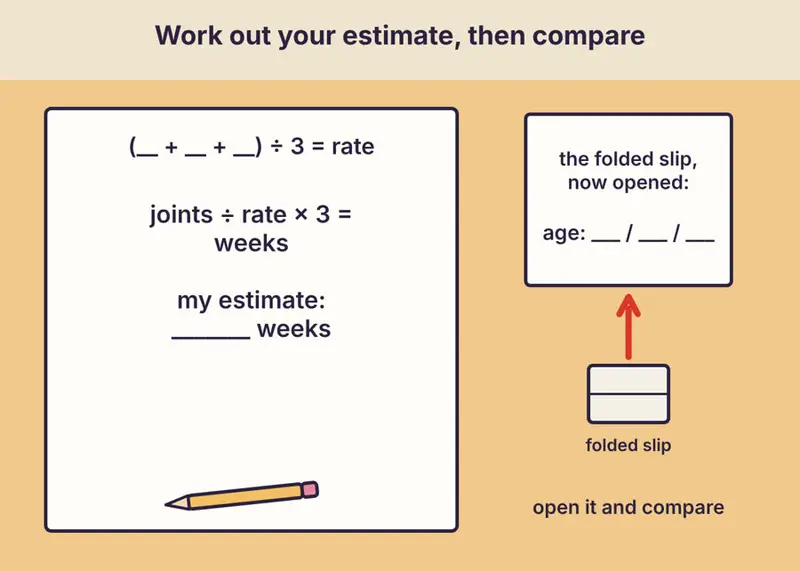 Work out your estimate, then compare
(__ + __ + __) ÷ 3 = rate
joints ÷ rate × 3 =
weeks
my estimate:
_______ weeks
the folded slip,
now opened:
age: ___ / ___ / ___
folded slip
open it and compare